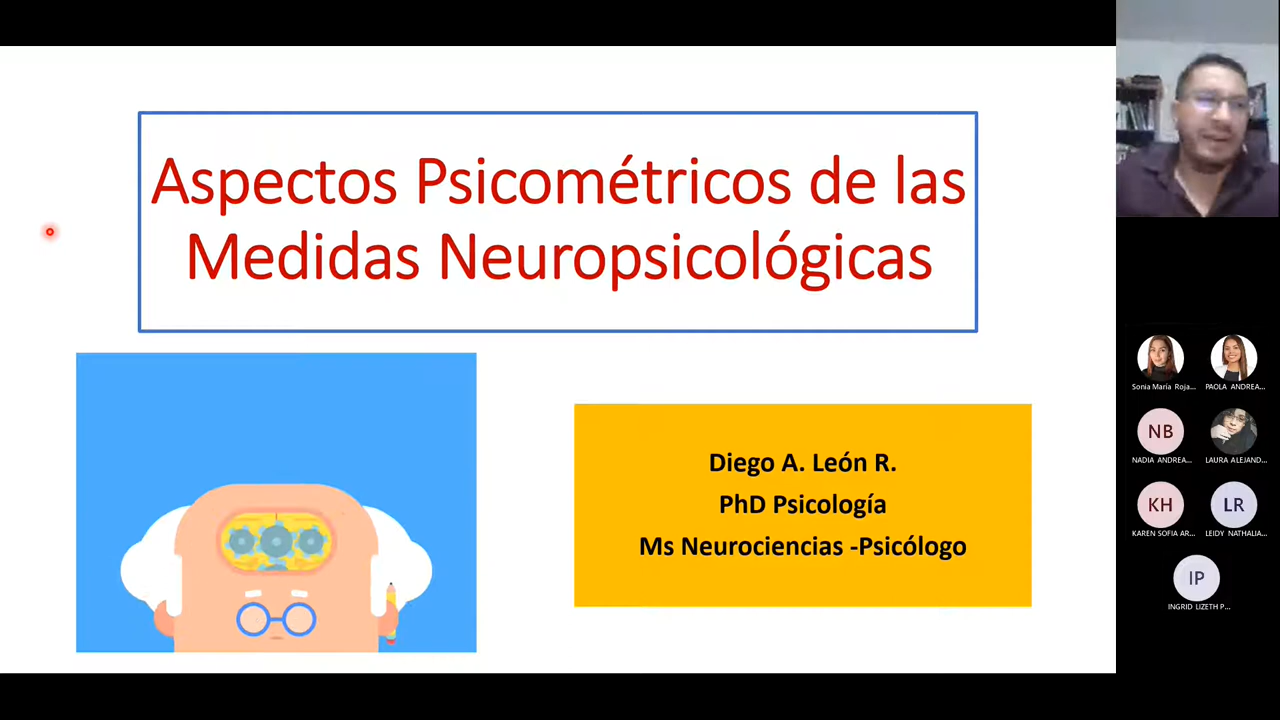 Aspectos Psicométricos de las
Medidas Neuropsicológicas
Diego A. León R.
PhD Psicología
Ms Neurociencias -Psicólogo
Sonia María Roja...
PAOLA ANDREA...
NB
NADIA ANDREA...
LAURA ALEJAND...
KH
KAREN SOFIA AR...
LR
LEIDY NATHALIA...
IP
INGRID LIZETH P...